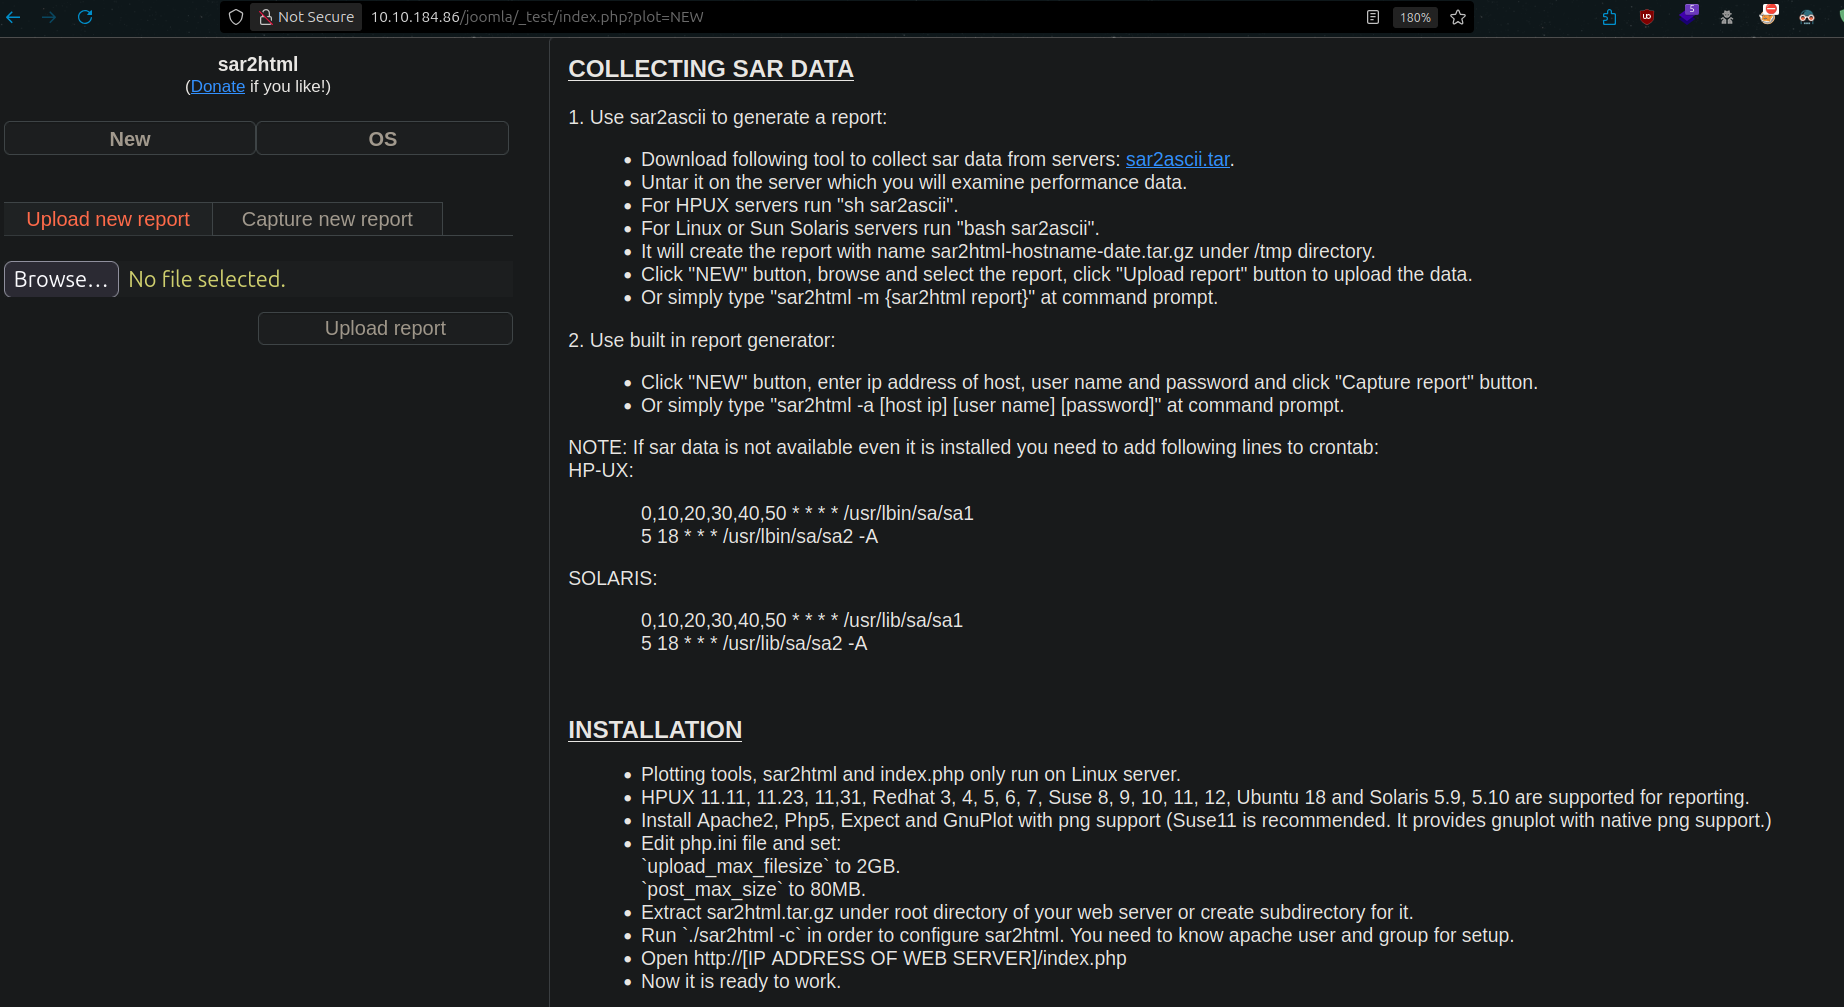 Not Secure 10.10.184.86/joomla/_test/index.php?plot=NEW 180% 5
sar2html
(Donate if you like!)
New OS
Upload new report Capture new report
Browse... No file selected.
Upload report
COLLECTING SAR DATA
1. Use sar2ascii to generate a report:
• Download following tool to collect sar data from servers: sar2ascii.tar.
• Untar it on the server which you will examine performance data.
• For HPUX servers run "sh sar2ascii".
• For Linux or Sun Solaris servers run "bash sar2ascii".
• It will create the report with name sar2html-hostname-date.tar.gz under /tmp directory.
• Click "NEW" button, browse and select the report, click "Upload report" button to upload the data.
• Or simply type "sar2html -m {sar2html report}" at command prompt.
2. Use built in report generator:
• Click "NEW" button, enter ip address of host, user name and password and click "Capture report" button.
• Or simply type "sar2html -a [host ip] [user name] [password]" at command prompt.
NOTE: If sar data is not available even it is installed you need to add following lines to crontab:
HP-UX:
0,10,20,30,40,50 * * * * /usr/lbin/sa/sa1
5 18 * * * /usr/lbin/sa/sa2 -A
SOLARIS:
0,10,20,30,40,50 * * * * /usr/lib/sa/sa1
5 18 * * * /usr/lib/sa/sa2 -A
INSTALLATION
• Plotting tools, sar2html and index.php only run on Linux server.
• HPUX 11.11, 11.23, 11,31, Redhat 3, 4, 5, 6, 7, Suse 8, 9, 10, 11, 12, Ubuntu 18 and Solaris 5.9, 5.10 are supported for reporting.
• Install Apache2, Php5, Expect and GnuPlot with png support (Suse11 is recommended. It provides gnuplot with native png support.)
• Edit php.ini file and set:
`upload_max_filesize` to 2GB.
`post_max_size` to 80MB.
• Extract sar2html.tar.gz under root directory of your web server or create subdirectory for it.
• Run `./sar2html -c` in order to configure sar2html. You need to know apache user and group for setup.
• Open http://[IP ADDRESS OF WEB SERVER]/index.php
• Now it is ready to work.